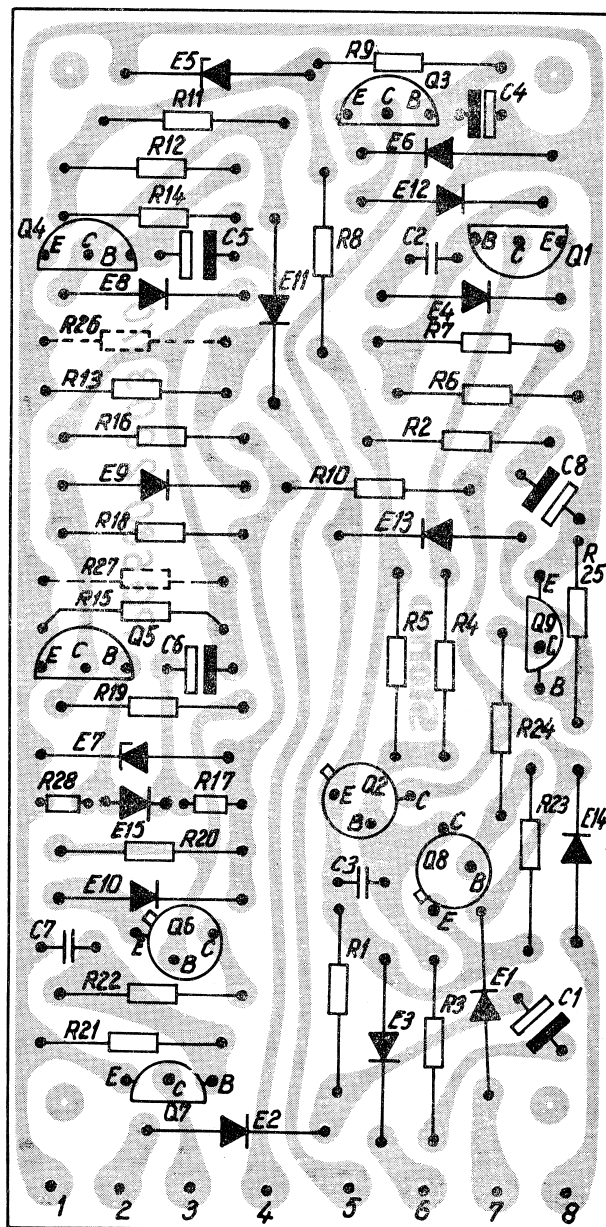 E5
R9
Q3
R11
E C B
C4
R12
E6
R14
E12
Q4
E C B
C5
R8
C2
B C E
Q1
E8
E11
E4
R26
R7
R13
R6
R16
R2
E9
R10
C8
R18
E13
R27
R
25
R15
E
Q5
R5
R4
Q9
E C B
C6
C
B
R19
R24
E7
Q2
R28
R17
E
C
B
R23
E14
E15
C
R20
Q8
B
C3
E10
E
C7
Q6
E C
B
R1
E1
R22
C1
E3
R3
R21
E C B
Q7
E2
1 2 3 4 5 6 7 8